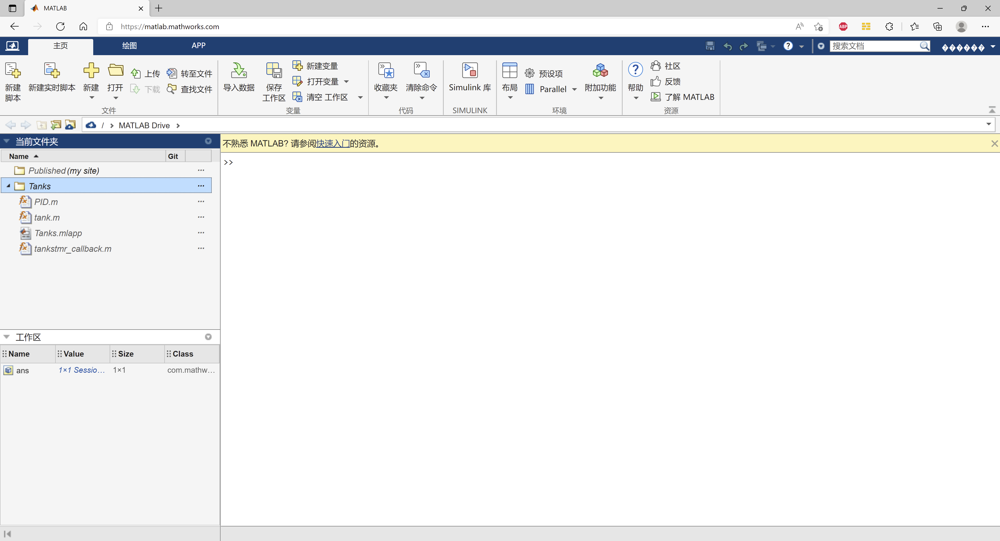 MATLAB
https://matlab.mathworks.com
主页 绘图 APP 搜索文档 ������
新建脚本 新建实时脚本 新建 打开 上传 下载 转至文件 查找文件
文件
导入数据 保存工作区 新建变量 打开变量 清空 工作区
变量
收藏夹 清除命令
代码
Simulink 库
SIMULINK
布局 预设项 Parallel 附加功能
环境
帮助 社区 反馈 了解 MATLAB
资源
/ MATLAB Drive
当前文件夹
Name Git
Published (my site) ...
Tanks ...
PID.m ...
tank.m ...
Tanks.mlapp ...
tankstmr_callback.m ...
工作区
Name Value Size Class
ans 1×1 Sessio... 1×1 com.mathw...
不熟悉 MATLAB? 请参阅快速入门的资源。
>>
ABP